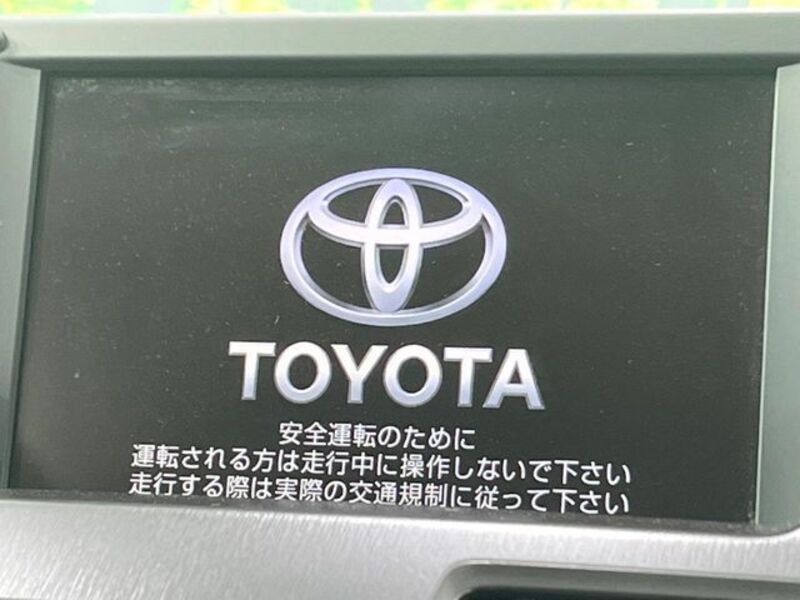 TOYOTA
安全運転のために
運転される方は走行中に操作しないで下さい
走行する際は実際の交通規制に従って下さい